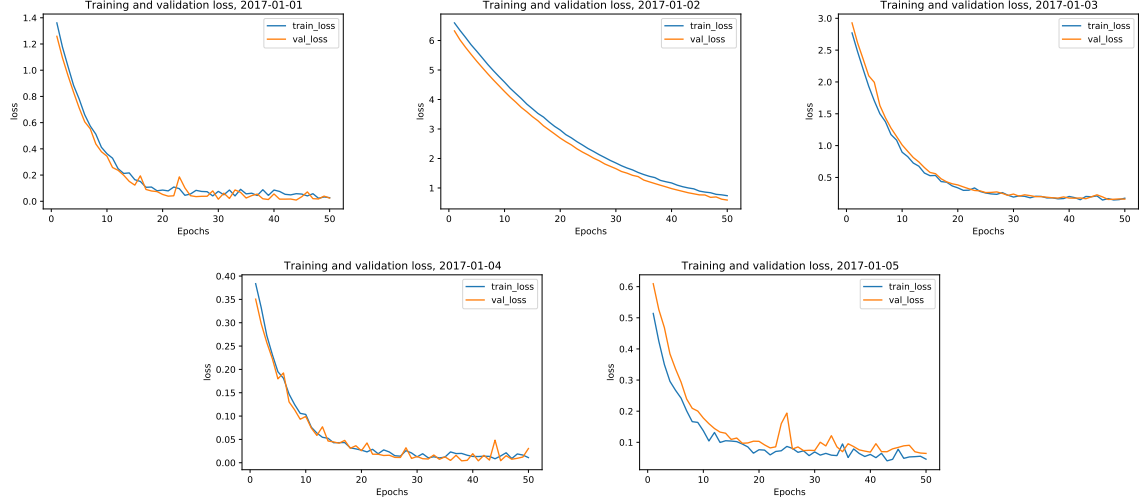 Training and validation loss, 2017-01-01
1.4
1.2
1.0
0.8
0.6
0.4
0.2
0.0
loss
train_loss
val_loss
0 10 20 30 40 50
Epochs
Training and validation loss, 2017-01-02
6
5
4
3
2
1
loss
train_loss
val_loss
0 10 20 30 40 50
Epochs
Training and validation loss, 2017-01-03
3.0
2.5
2.0
1.5
1.0
0.5
loss
train_loss
val_loss
0 10 20 30 40 50
Epochs
Training and validation loss, 2017-01-04
0.40
0.35
0.30
0.25
0.20
0.15
0.10
0.05
0.00
loss
train_loss
val_loss
0 10 20 30 40 50
Epochs
Training and validation loss, 2017-01-05
0.6
0.5
0.4
0.3
0.2
0.1
loss
train_loss
val_loss
0 10 20 30 40 50
Epochs